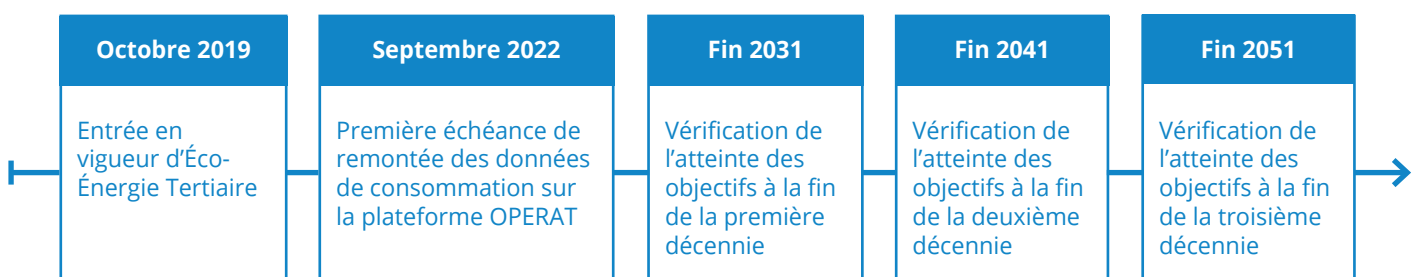 Octobre 2019
Entrée en
vigueur d’Éco-
Énergie Tertiaire
Septembre 2022
Première échéance de
remontée des données
de consommation sur
la plateforme OPERAT
Fin 2031
Vérification de
l’atteinte des
objectifs à la fin
de la première
décennie
Fin 2041
Vérification de
l’atteinte des
objectifs à la fin
de la deuxième
décennie
Fin 2051
Vérification de
l’atteinte des
objectifs à la fin
de la troisième
décennie